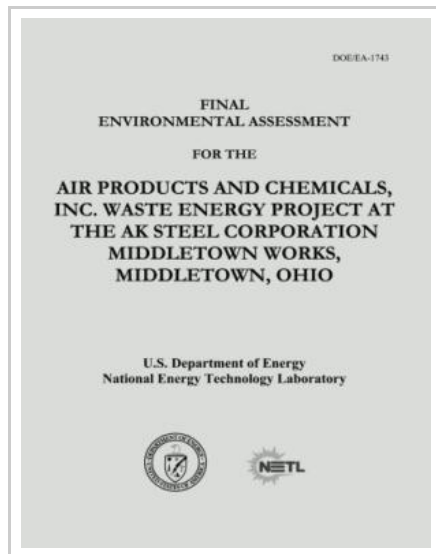 DOE/EA-1743
FINAL
ENVIRONMENTAL ASSESSMENT
FOR THE
AIR PRODUCTS AND CHEMICALS,
INC. WASTE ENERGY PROJECT AT
THE AK STEEL CORPORATION
MIDDLETOWN WORKS,
MIDDLETOWN, OHIO
U.S. Department of Energy
National Energy Technology Laboratory
NETL